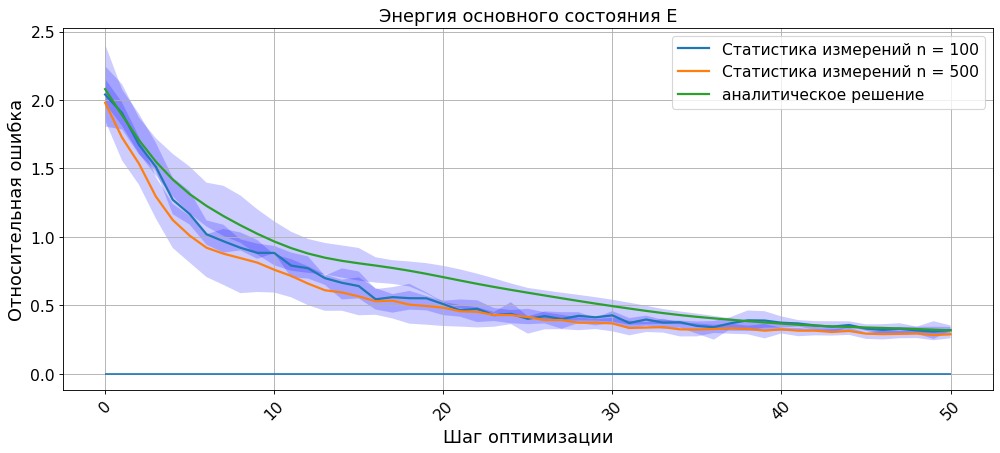 Энергия основного состояния E
Относительная ошибка
2.5
2.0
1.5
1.0
0.5
0.0
Статистика измерений n = 100
Статистика измерений n = 500
аналитическое решение
0
10
20
30
40
50
Шаг оптимизации